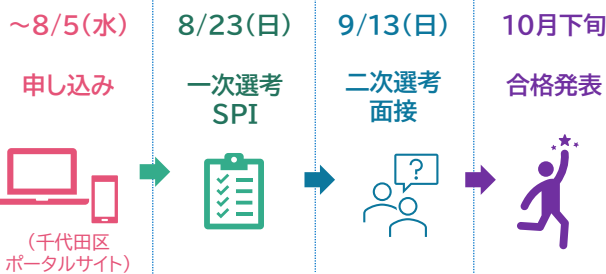 ~8/5(水)
申し込み
(千代田区
ポータルサイト)
8/23(日)
一次選考
SPI
9/13(日)
二次選考
面接
?
10月下旬
合格発表